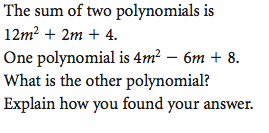 The sum of two polynomials is
12m² + 2m + 4.
One polynomial is 4m² − 6m + 8.
What is the other polynomial?
Explain how you found your answer.